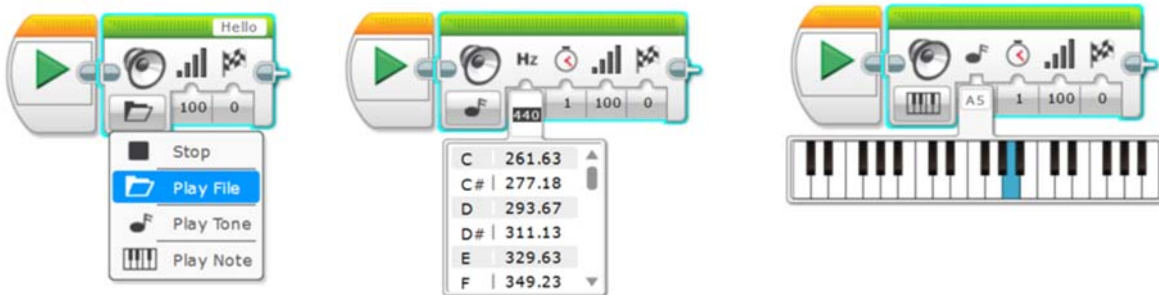 Hello
100 0
Stop
Play File
Play Tone
Play Note
Hz
440 1 100 0
C 261.63
C# 277.18
D 293.67
D# 311.13
E 329.63
F 349.23
A5 1 100 0